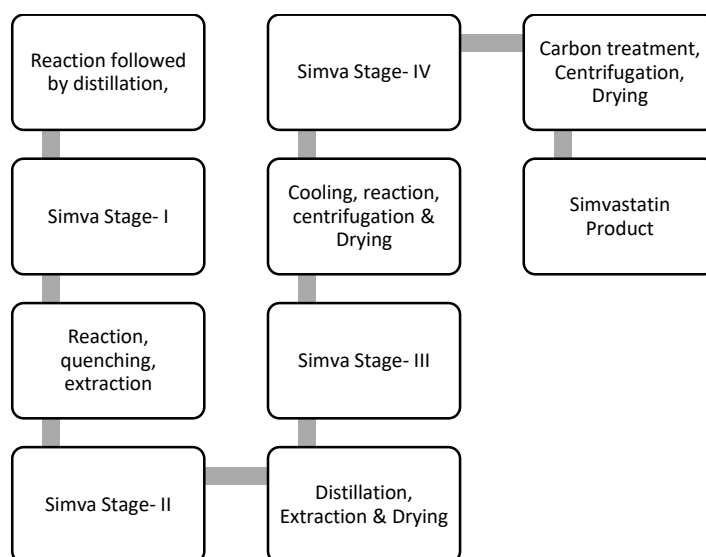 Reaction followed
by distillation,
Simva Stage- I
Reaction,
quenching,
extraction
Simva Stage- II
Distillation,
Extraction & Drying
Simva Stage- III
Cooling, reaction,
centrifugation &
Drying
Simva Stage- IV
Carbon treatment,
Centrifugation,
Drying
Simvastatin
Product